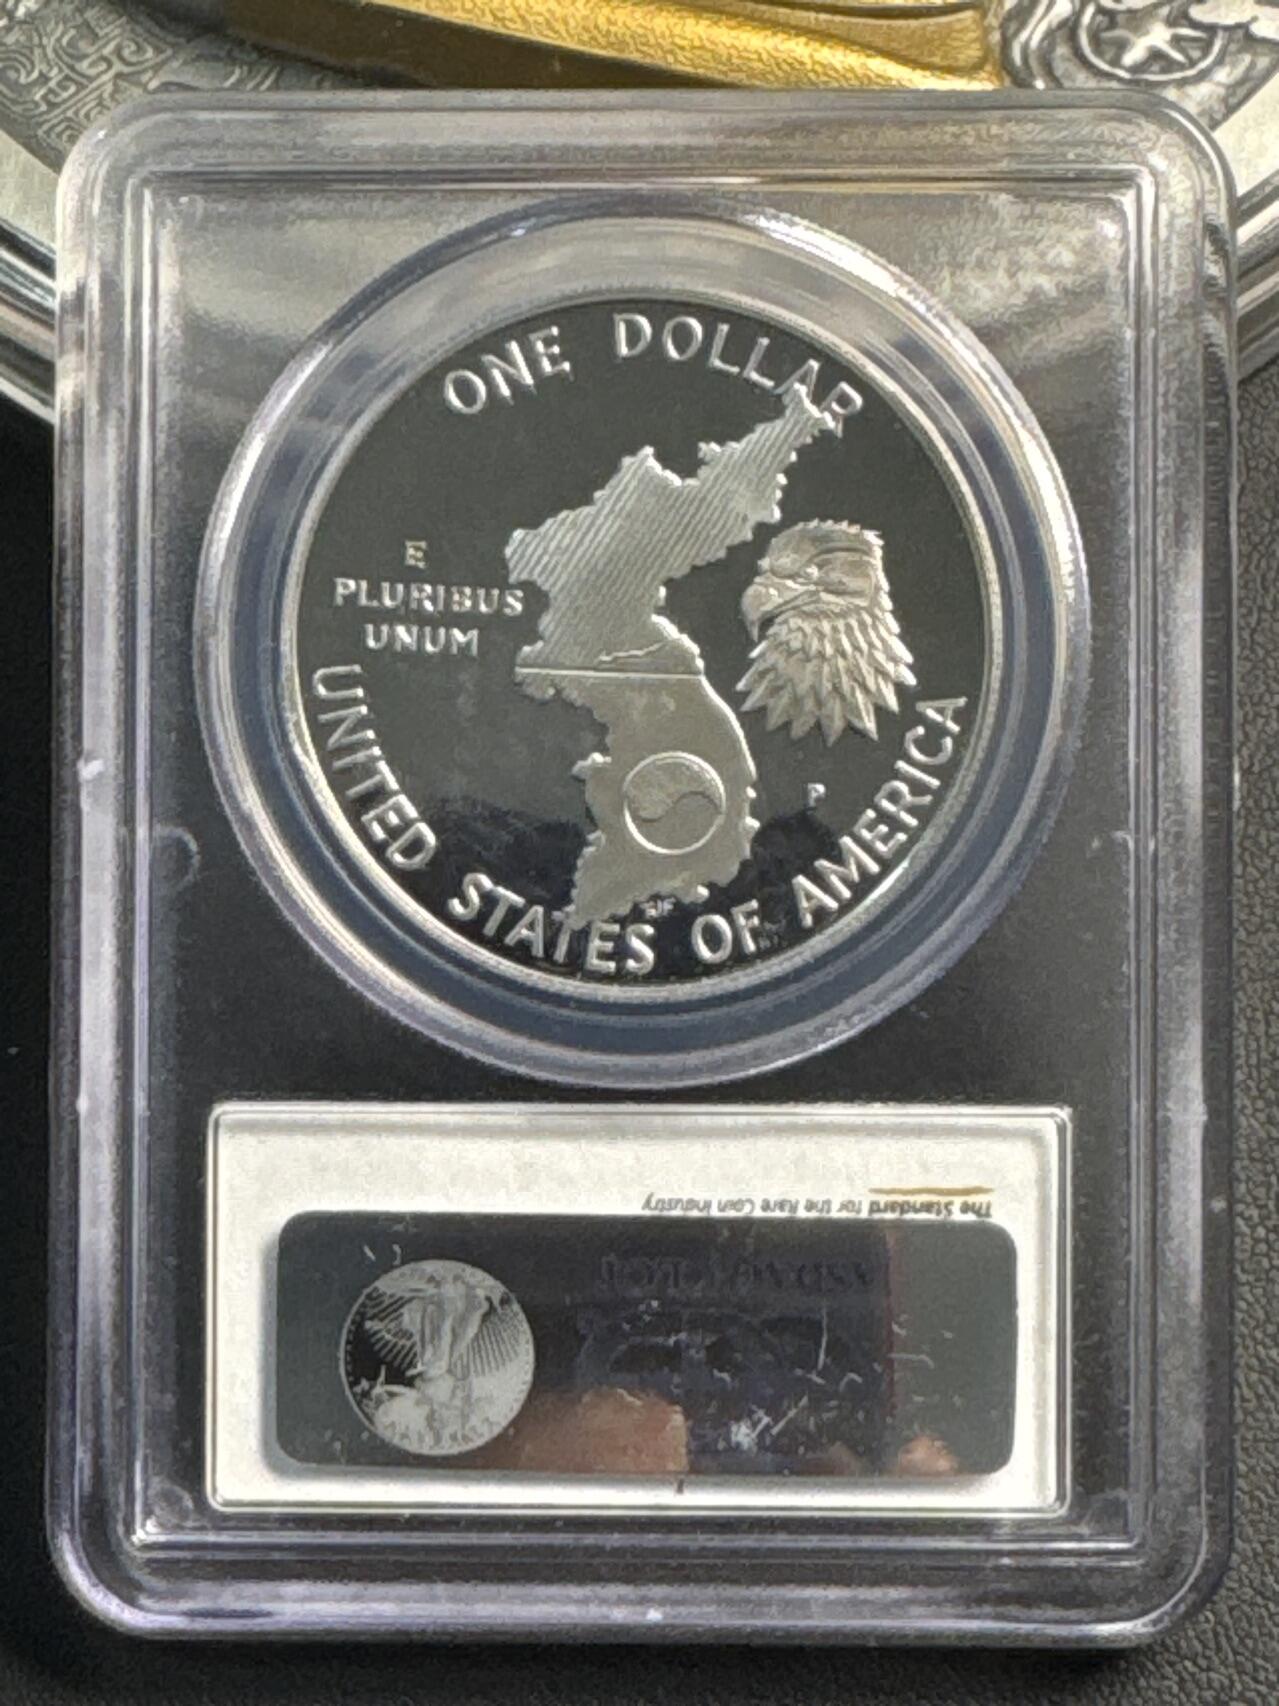 ONE DOLLAR
E
PLURIBUS
UNUM
P
UNITED STATES OF AMERICA
The Standard for the Rare Coin Industry